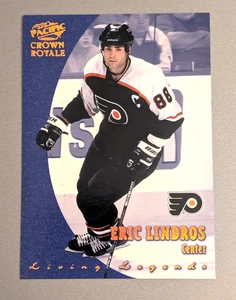 PACIFIC
CROWN
ROYALE
C
88
ERIC LINDROS
Center
Living Legends